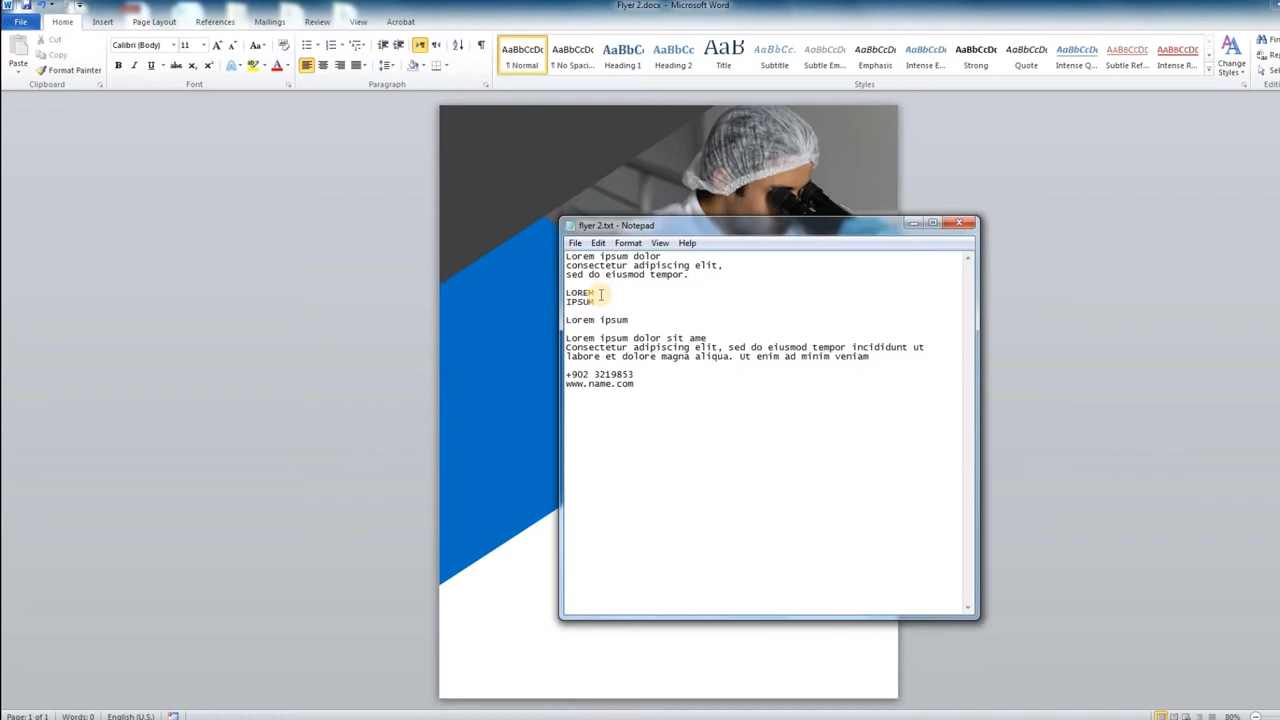 Flyer 2.docx - Microsoft Word
File Home Insert Page Layout References Mailings Review View Acrobat
Paste
Cut
Copy
Format Painter
Clipboard
Calibri (Body) 11
Font
Paragraph
AaBbCcDc AaBbCcDc AaBbC AaBbCc AaB AaBbCc. AaBbCcDc AaBbCcDc AaBbCcDc AaBbCcDc AaBbCcDc AaBbCcDc AaBbCcDc AaBbCcDc
¶ Normal ¶ No Spaci... Heading 1 Heading 2 Title Subtitle Subtle Em... Emphasis Intense E... Strong Quote Intense Q... Subtle Ref... Intense R...
Styles
Change
Styles
flyer 2.txt - Notepad
File Edit Format View Help
Lorem ipsum dolor
consectetur adipiscing elit,
sed do eiusmod tempor.
LOREM
IPSUM
Lorem ipsum
Lorem ipsum dolor sit ame
Consectetur adipiscing elit, sed do eiusmod tempor incididunt ut
labore et dolore magna aliqua. Ut enim ad minim veniam
+902 3219853
www.name.com
Page: 1 of 1 Words: 0 English (U.S.) 80%